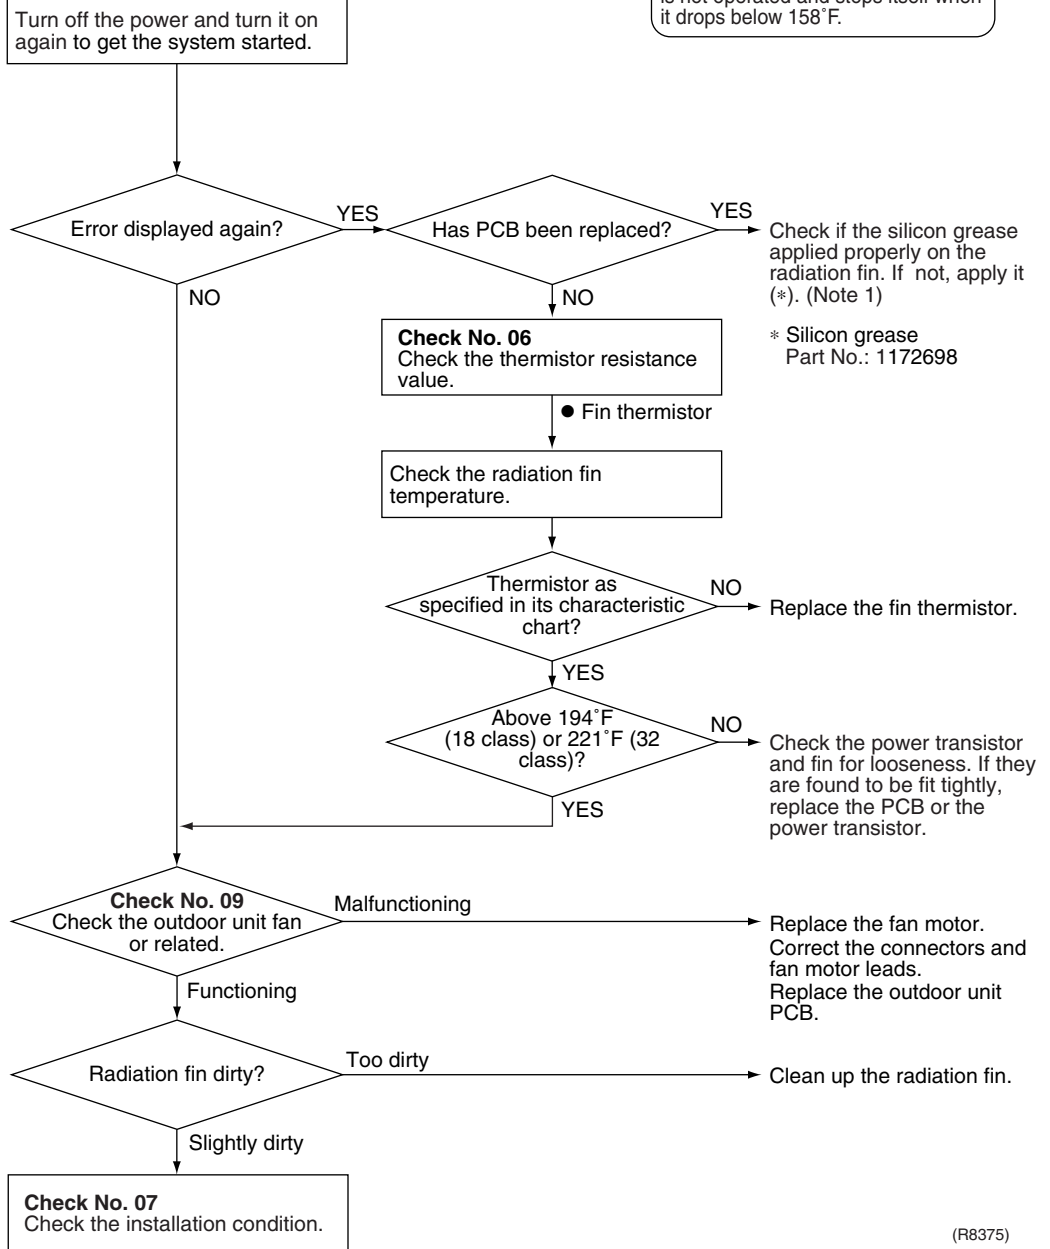 Turn off the power and turn it on
again to get the system started.
is not operated and stops itself when
it drops below 158˚F.
Error displayed again?
YES
Has PCB been replaced?
YES
Check if the silicon grease
applied properly on the
radiation fin. If not, apply it
(∗). (Note 1)
∗ Silicon grease
Part No.: 1172698
NO
NO
Check No. 06
Check the thermistor resistance
value.
● Fin thermistor
Check the radiation fin
temperature.
Thermistor as
specified in its characteristic
chart?
NO
Replace the fin thermistor.
YES
Above 194˚F
(18 class) or 221˚F (32
class)?
NO
Check the power transistor
and fin for looseness. If they
are found to be fit tightly,
replace the PCB or the
power transistor.
YES
Check No. 09
Check the outdoor unit fan
or related.
Malfunctioning
Replace the fan motor.
Correct the connectors and
fan motor leads.
Replace the outdoor unit
PCB.
Functioning
Radiation fin dirty?
Too dirty
Clean up the radiation fin.
Slightly dirty
Check No. 07
Check the installation condition.
(R8375)